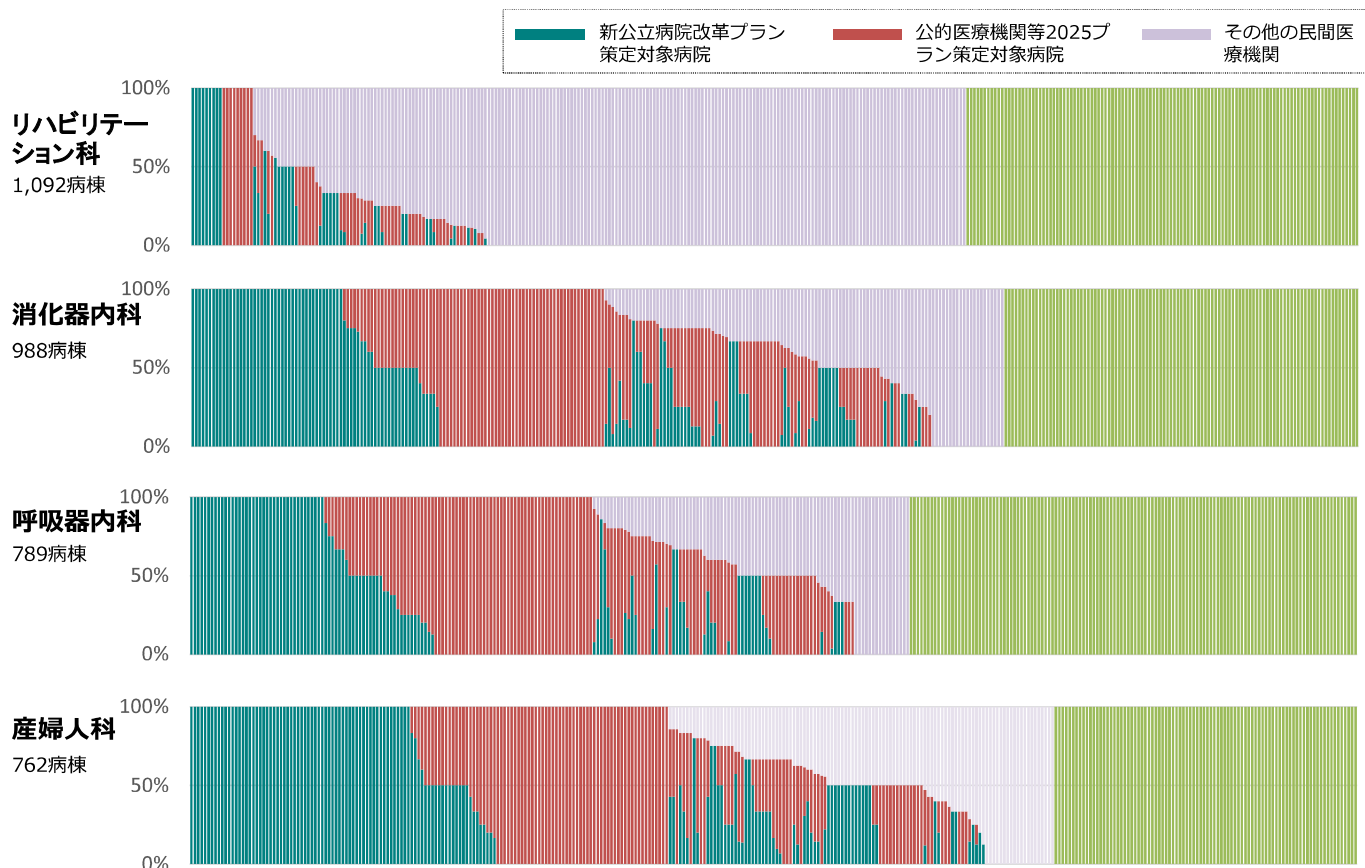 新公立病院改革プラン
策定対象病院
公的医療機関等2025プ
ラン策定対象病院
その他の民間医
療機関
リハビリテー
ション科
1,092病棟
100%
50%
0%
消化器内科
988病棟
100%
50%
0%
呼吸器内科
789病棟
100%
50%
0%
産婦人科
762病棟
100%
50%
0%